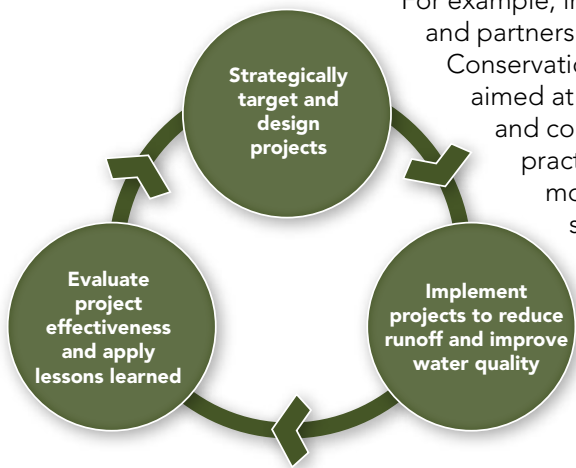 For example, in
and partners
Conservatio
aimed at
and co
pract
mo
s
Strategically
target and
design
projects
Implement
projects to reduce
runoff and improve
water quality
Evaluate
project
effectiveness
and apply
lessons learned